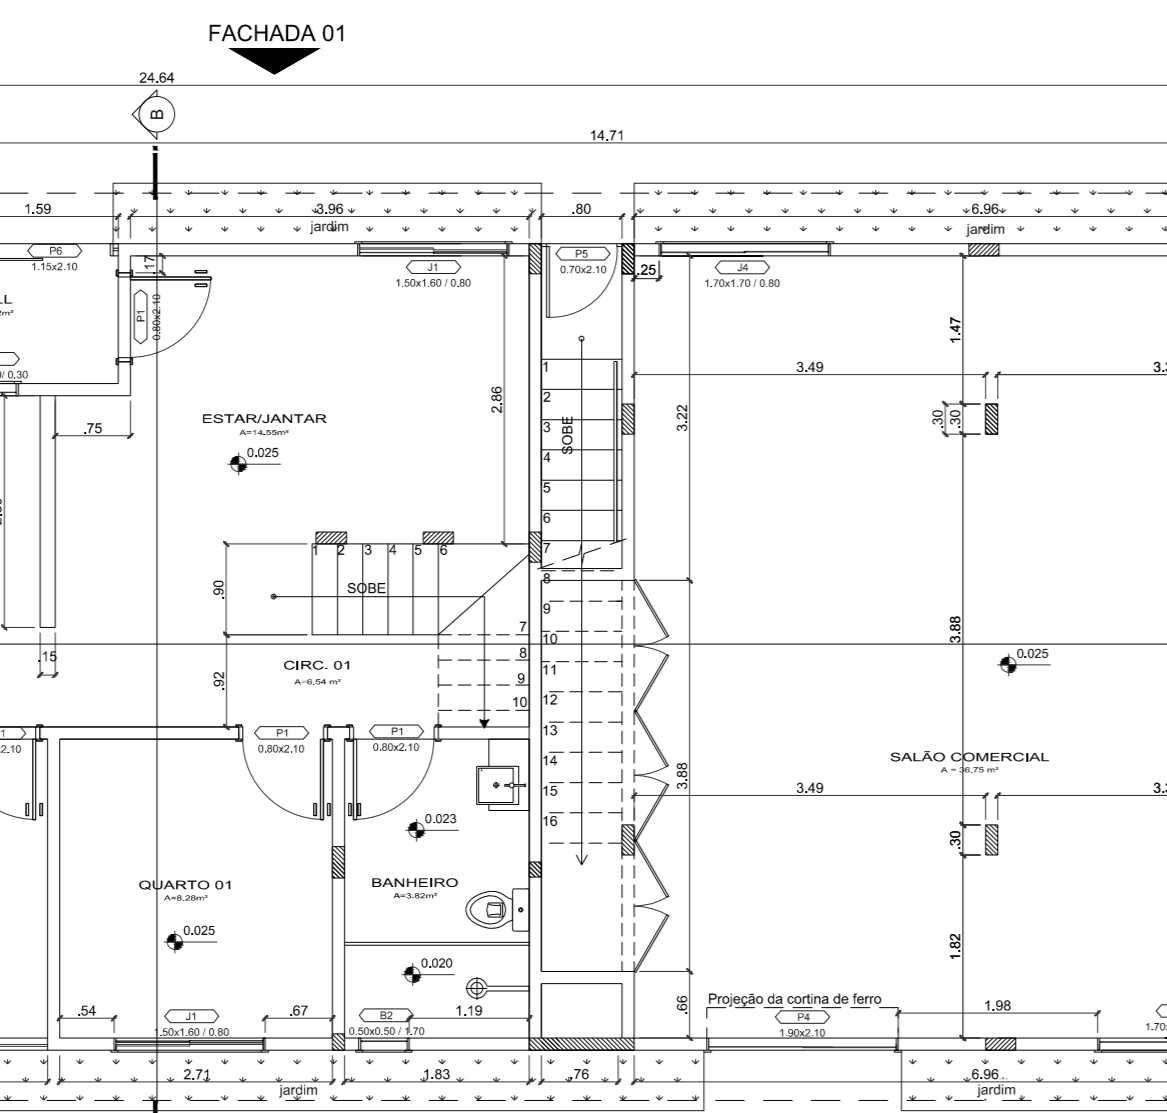 FACHADA 01
24.64
B
14.71
1.59
3.96
.80
6.96
jardim
jardim
P6
1.15x2.10
.17
J1
1.50x1.60 / 0.80
P5
0.70x2.10
.25
J4
1.70x1.70 / 0.80
P1
0.80x2.10
/ 0.30
1.47
3.49
.75
2.86
3.22
.30
.30
ESTAR/JANTAR
A=14.55m²
0.025
1
2
3
4
5
6
7
8
9
10
11
12
13
14
15
16
SOBE
1
2
3
4
5
6
7
8
9
10
SOBE
.90
.92
.15
CIRC. 01
A=6.54 m²
3.88
0.025
P1
0.80x2.10
P1
0.80x2.10
SALÃO COMERCIAL
A = 36.75 m²
3.88
3.49
.30
0.023
QUARTO 01
A=8.28m²
BANHEIRO
A=3.82m²
0.025
0.020
1.82
.54
J1
1.50x1.60 / 0.80
.67
B2
0.50x0.50 / 1.70
1.19
.66
Projeção da cortina de ferro
P4
1.90x2.10
1.98
2.71
1.83
.76
6.96
jardim
jardim